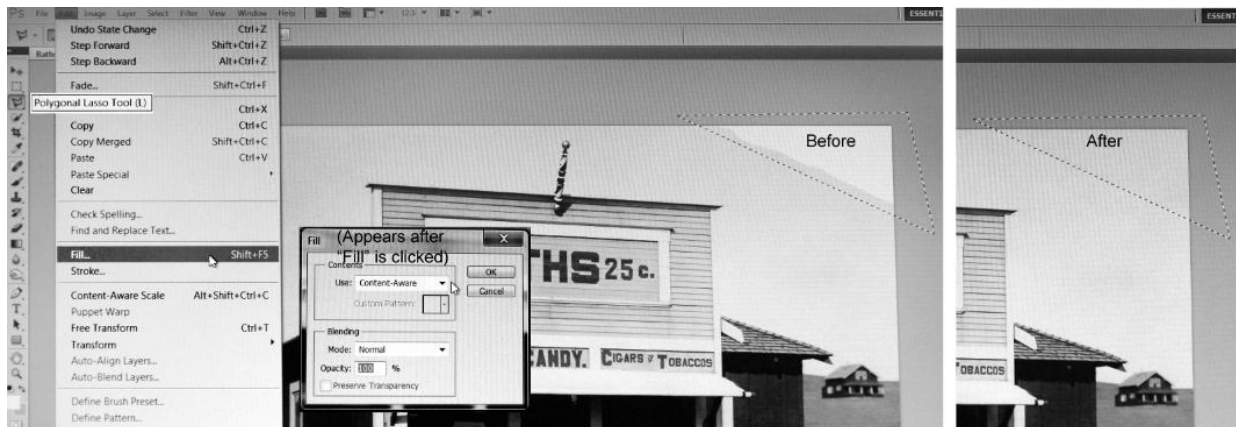 PS File Edit Image Layer Select Filter View Window Help
12.5
ESSENTI
Undo State Change Ctrl+Z
Step Forward Shift+Ctrl+Z
Step Backward Alt+Ctrl+Z
Fade... Shift+Ctrl+F
Ctrl+X
Polygonal Lasso Tool (L)
Copy Ctrl+C
Copy Merged Shift+Ctrl+C
Paste Ctrl+V
Paste Special
Clear
Check Spelling...
Find and Replace Text...
Fill... Shift+F5
Stroke...
Content-Aware Scale Alt+Shift+Ctrl+C
Puppet Warp
Free Transform Ctrl+T
Transform
Auto-Align Layers...
Auto-Blend Layers...
Define Brush Preset...
Define Pattern...
Before
Fill
(Appears after
“Fill” is clicked)
Contents
Use: Content-Aware
Custom Pattern:
OK
Cancel
Blending
Mode: Normal
Opacity: 100 %
Preserve Transparency
THS 25 c.
CANDY. CIGARS & TOBACCOS
ESSENT
After
TOBACCOS